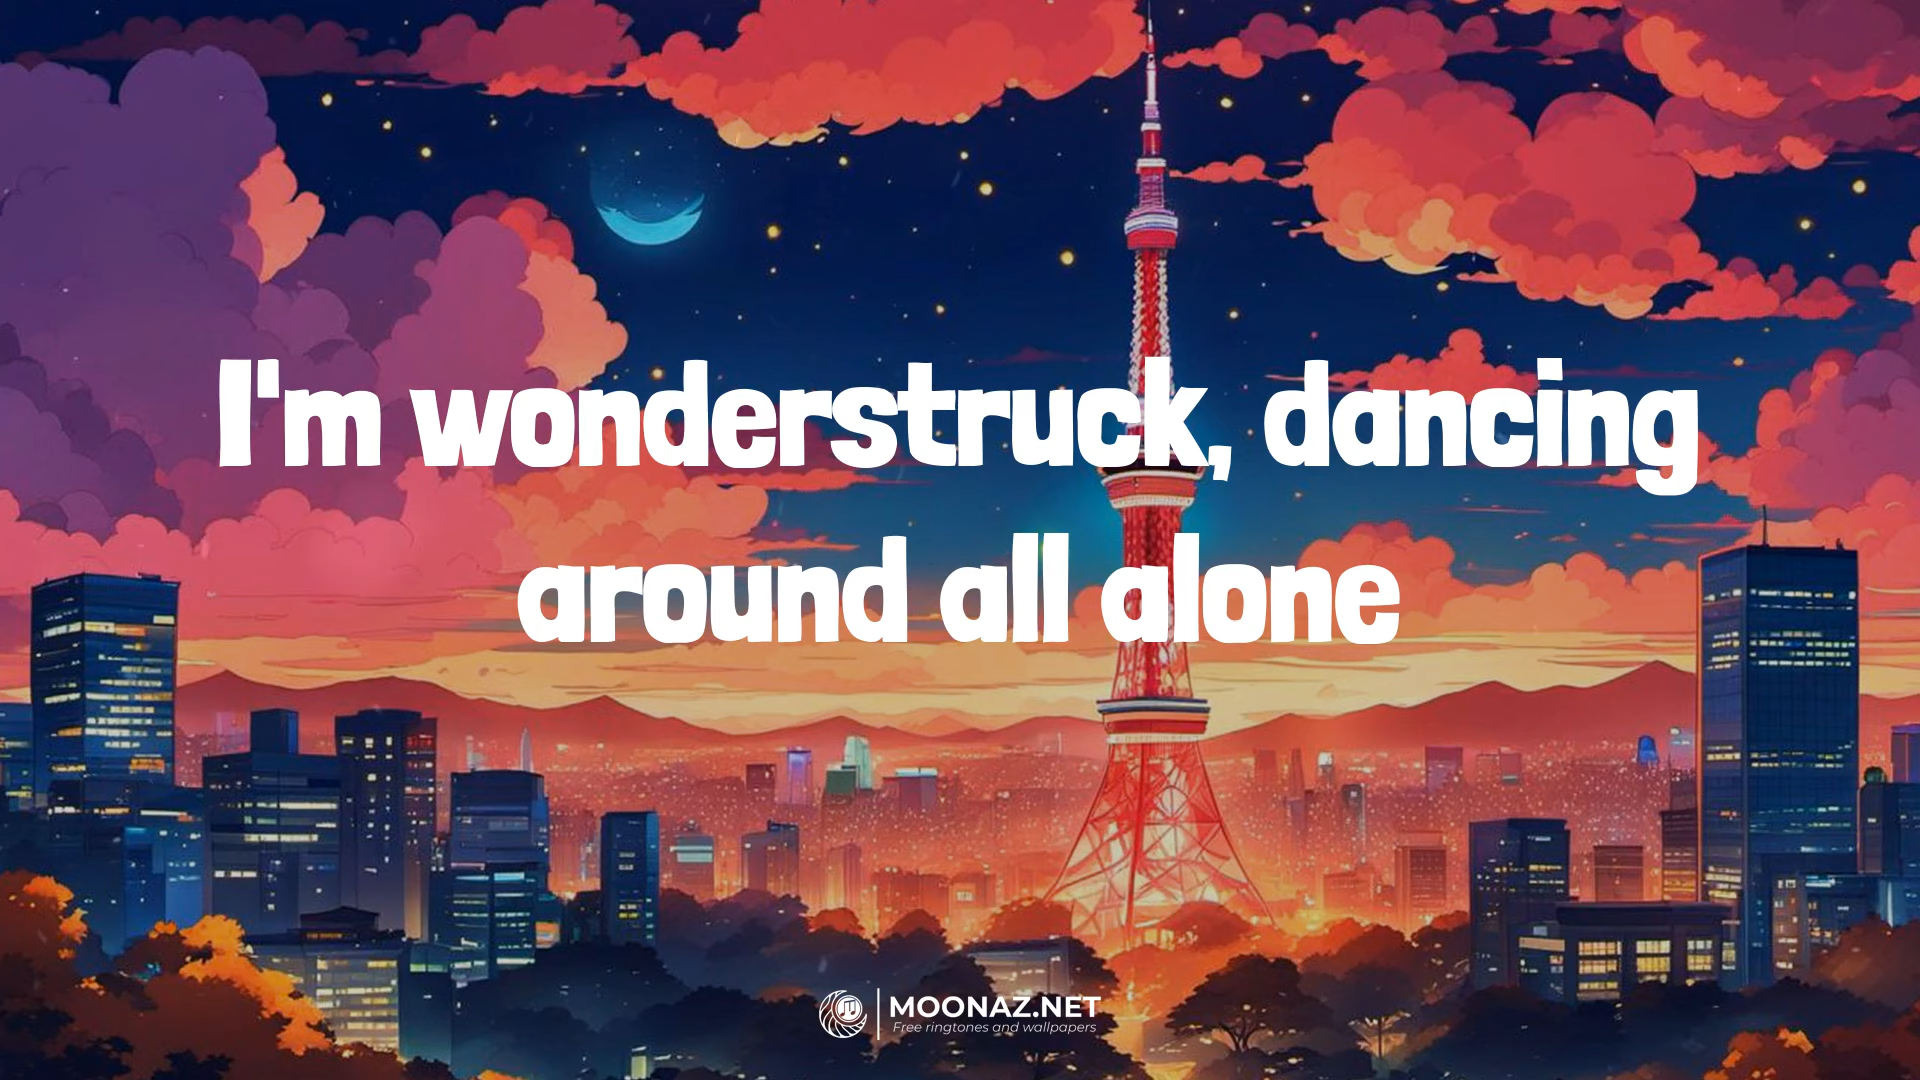 I'm wonderstruck, dancing
around all alone
MOONAZ.NET
Free ringtones and wallpapers